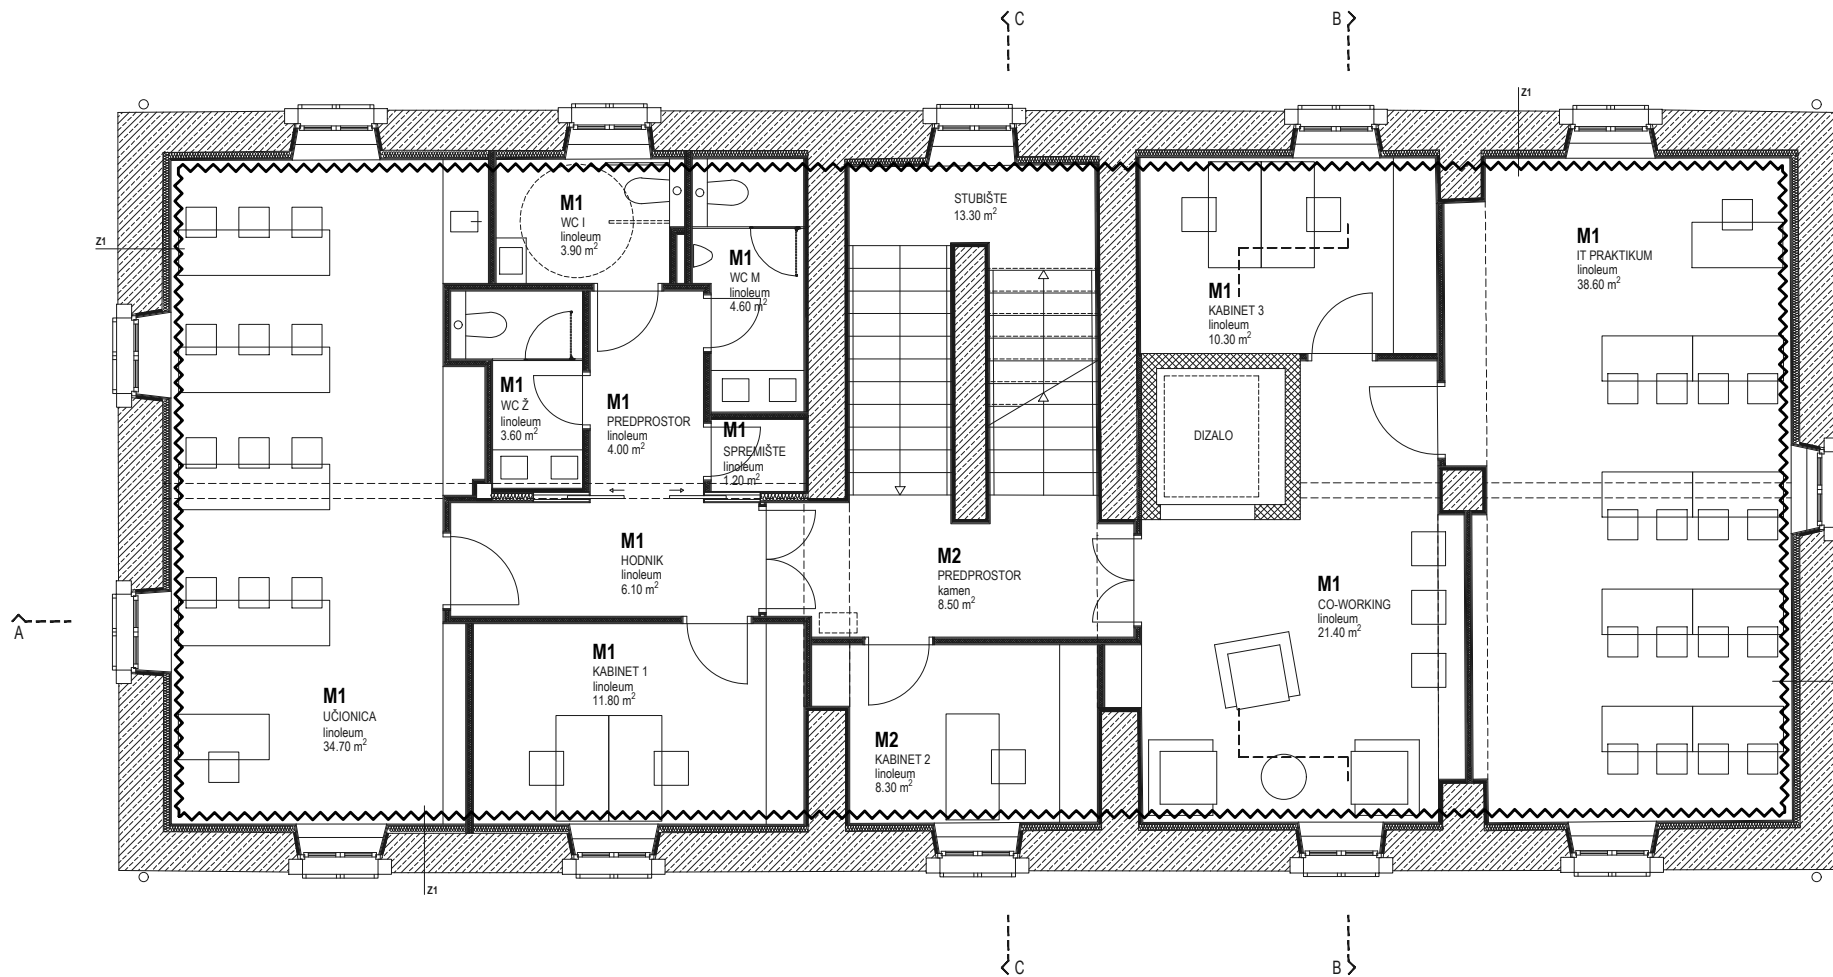 C
B
Z1
M1
WC I
linoleum
3.90 m²
STUBIŠTE
13.30 m²
Z1
M1
WC M
linoleum
4.60 m²
M1
IT PRAKTIKUM
linoleum
38.60 m²
M1
KABINET 3
linoleum
10.30 m²
M1
WC Ž
linoleum
3.60 m²
M1
PREDPROSTOR
linoleum
4.00 m²
M1
SPREMIŠTE
linoleum
1.20 m²
DIZALO
M1
HODNIK
linoleum
6.10 m²
M2
PREDPROSTOR
kamen
8.50 m²
M1
CO-WORKING
linoleum
21.40 m²
A
M1
KABINET 1
linoleum
11.80 m²
M1
UČIONICA
linoleum
34.70 m²
M2
KABINET 2
linoleum
8.30 m²
Z1
C
B